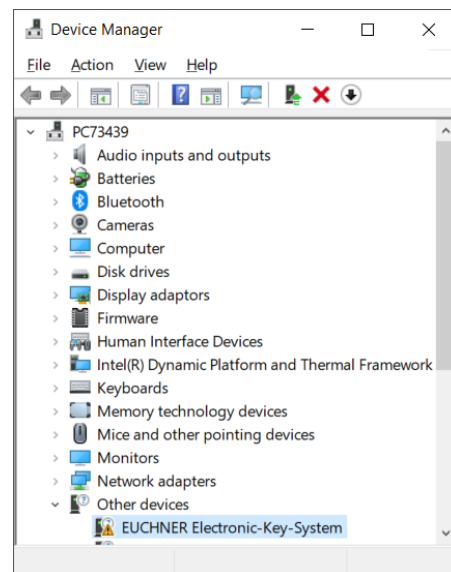 Device Manager
File Action View Help
PC73439
Audio inputs and outputs
Batteries
Bluetooth
Cameras
Computer
Disk drives
Display adaptors
Firmware
Human Interface Devices
Intel(R) Dynamic Platform and Thermal Framework
Keyboards
Memory technology devices
Mice and other pointing devices
Monitors
Network adapters
Other devices
EUCHNER Electronic-Key-System